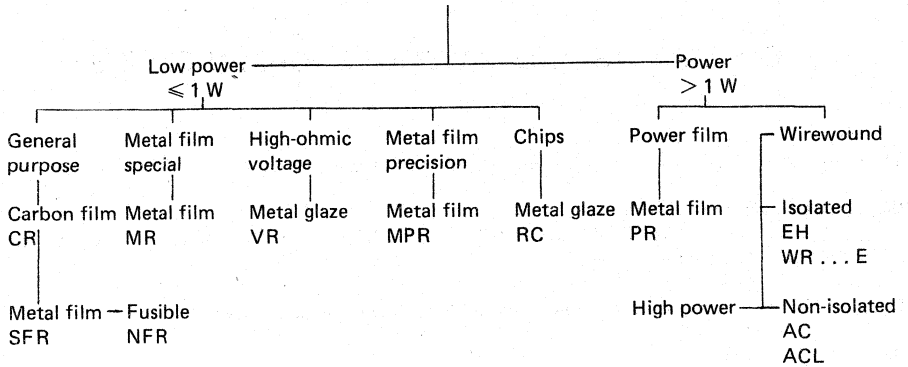 Low power
≤ 1 W
Power
> 1 W
General
purpose
Metal film
special
High-ohmic
voltage
Metal film
precision
Chips
Power film
Wirewound
Carbon film
CR
Metal film
MR
Metal glaze
VR
Metal film
MPR
Metal glaze
RC
Metal film
PR
Isolated
EH
WR . . . E
Metal film
SFR
Fusible
NFR
High power
Non-isolated
AC
ACL